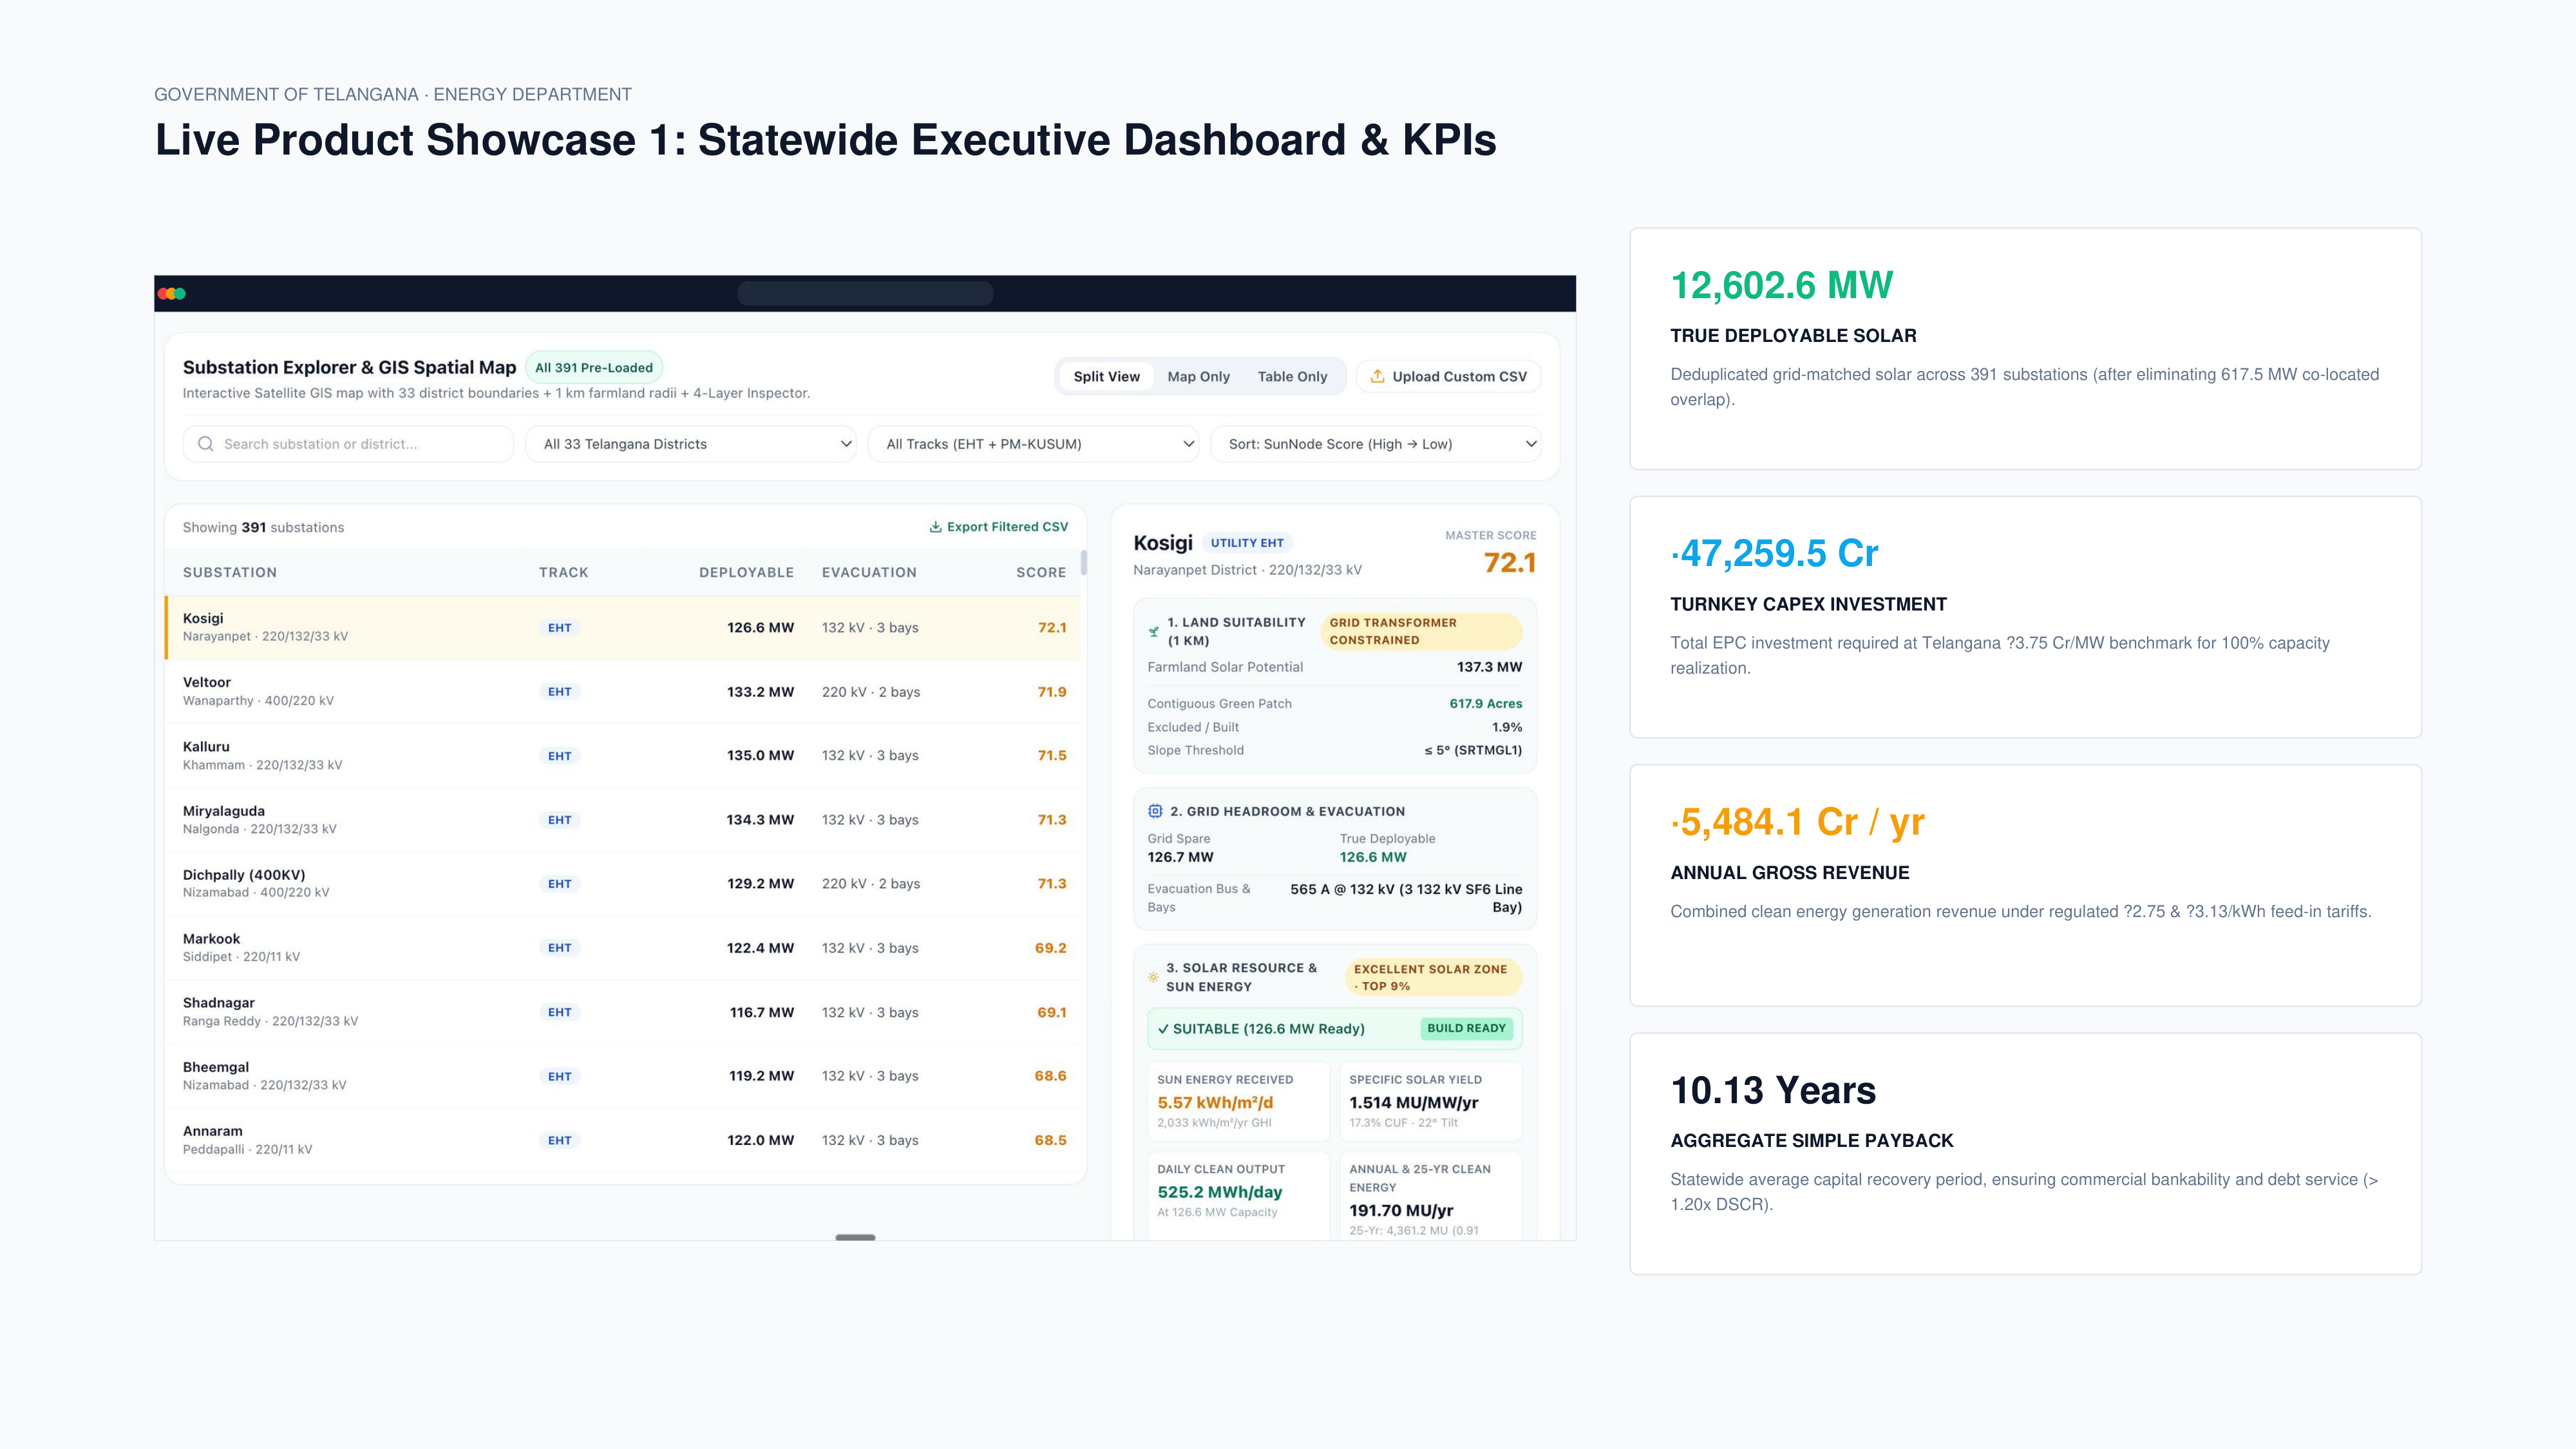 GOVERNMENT OF TELANGANA · ENERGY DEPARTMENT
Live Product Showcase 1: Statewide Executive Dashboard & KPIs
Substation Explorer & GIS Spatial Map All 391 Pre-Loaded
Interactive Satellite GIS map with 33 district boundaries + 1 km farmland radii + 4-Layer Inspector.
Split View Map Only Table Only Upload Custom CSV
Search substation or district... All 33 Telangana Districts All Tracks (EHT + PM-KUSUM) Sort: SunNode Score (High → Low)
Showing 391 substations Export Filtered CSV
SUBSTATION TRACK DEPLOYABLE EVACUATION SCORE
Kosigi
Narayanpet · 220/132/33 kV
EHT 126.6 MW 132 kV · 3 bays 72.1
Veltoor
Wanaparthy · 400/220 kV
EHT 133.2 MW 220 kV · 2 bays 71.9
Kalluru
Khammam · 220/132/33 kV
EHT 135.0 MW 132 kV · 3 bays 71.5
Miryalaguda
Nalgonda · 220/132/33 kV
EHT 134.3 MW 132 kV · 3 bays 71.3
Dichpally (400KV)
Nizamabad · 400/220 kV
EHT 129.2 MW 220 kV · 2 bays 71.3
Markook
Siddipet · 220/11 kV
EHT 122.4 MW 132 kV · 3 bays 69.2
Shadnagar
Ranga Reddy · 220/132/33 kV
EHT 116.7 MW 132 kV · 3 bays 69.1
Bheemgal
Nizamabad · 220/132/33 kV
EHT 119.2 MW 132 kV · 3 bays 68.6
Annaram
Peddapalli · 220/11 kV
EHT 122.0 MW 132 kV · 3 bays 68.5
Kosigi UTILITY EHT
Narayanpet District · 220/132/33 kV
MASTER SCORE
72.1
1. LAND SUITABILITY
(1 KM)
GRID TRANSFORMER
CONSTRAINED
Farmland Solar Potential 137.3 MW
Contiguous Green Patch 617.9 Acres
Excluded / Built 1.9%
Slope Threshold ≤ 5° (SRTMGL1)
2. GRID HEADROOM & EVACUATION
Grid Spare True Deployable
126.7 MW 126.6 MW
Evacuation Bus &
Bays
565 A @ 132 kV (3 132 kV SF6 Line
Bay)
3. SOLAR RESOURCE &
SUN ENERGY
EXCELLENT SOLAR ZONE
· TOP 9%
✓ SUITABLE (126.6 MW Ready) BUILD READY
SUN ENERGY RECEIVED
5.57 kWh/m²/d
2,033 kWh/m²/yr GHI
SPECIFIC SOLAR YIELD
1.514 MU/MW/yr
17.3% CUF · 22° Tilt
DAILY CLEAN OUTPUT
525.2 MWh/day
At 126.6 MW Capacity
ANNUAL & 25-YR CLEAN
ENERGY
191.70 MU/yr
25-Yr: 4,361.2 MU (0.91
12,602.6 MW
TRUE DEPLOYABLE SOLAR
Deduplicated grid-matched solar across 391 substations (after eliminating 617.5 MW co-located
overlap).
·47,259.5 Cr
TURNKEY CAPEX INVESTMENT
Total EPC investment required at Telangana ?3.75 Cr/MW benchmark for 100% capacity
realization.
·5,484.1 Cr / yr
ANNUAL GROSS REVENUE
Combined clean energy generation revenue under regulated ?2.75 & ?3.13/kWh feed-in tariffs.
10.13 Years
AGGREGATE SIMPLE PAYBACK
Statewide average capital recovery period, ensuring commercial bankability and debt service (>
1.20x DSCR).